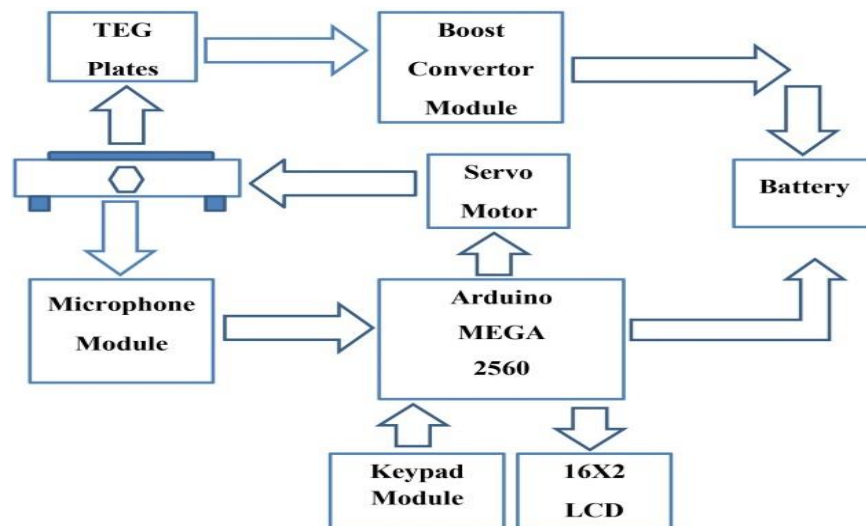 TEG
Plates
Boost
Convertor
Module
Servo
Motor
Battery
Microphone
Module
Arduino
MEGA
2560
Keypad
Module
16X2
LCD